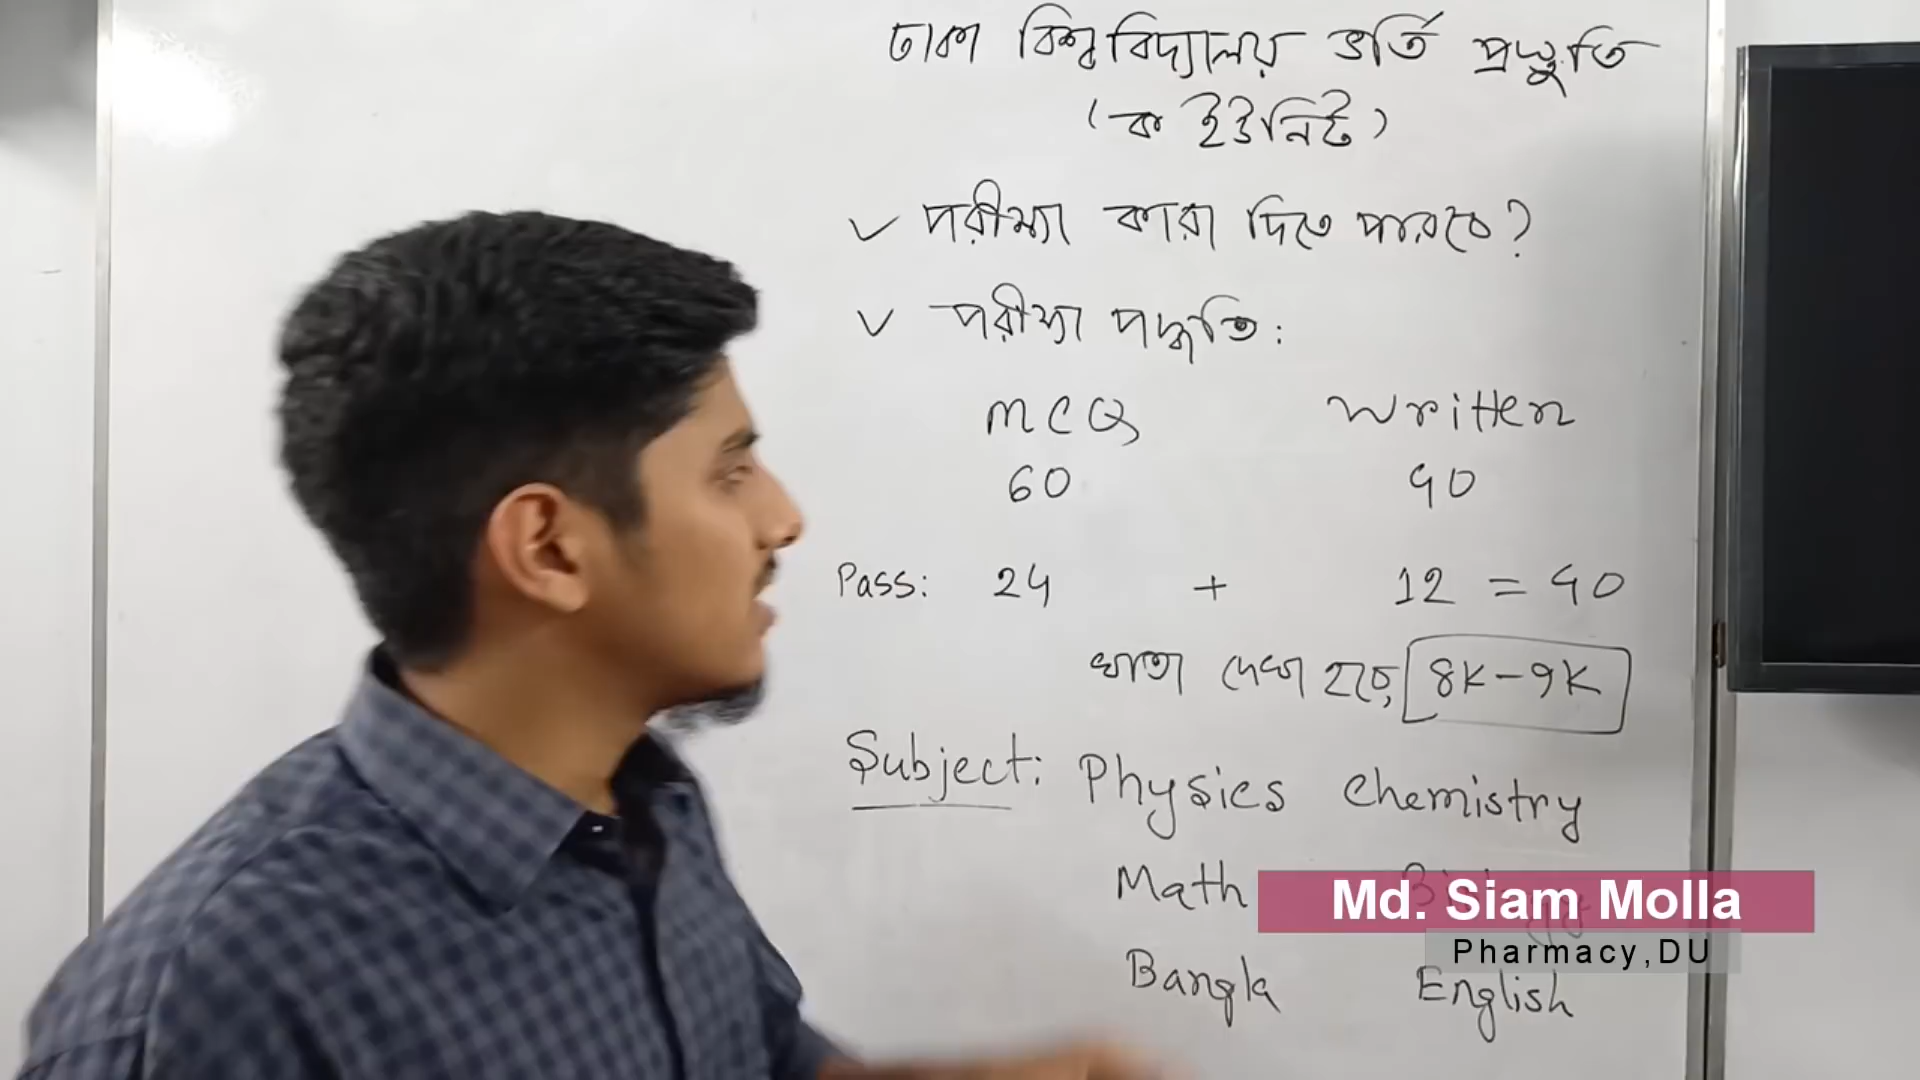 ঢাকা বিশ্ববিদ্যালয় ভর্তি প্রস্তুতি
(ক ইউনিট)
✓ পরীক্ষা কারা দিতে পারবে?
✓ পরীক্ষা পদ্ধতি:
MCQ Written
60 40
Pass: 24 + 12 = 40
খাতা দেখা হবে, 8K-9K
Subject: Physics Chemistry
Math
Md. Siam Molla
Pharmacy,DU
Bangla English